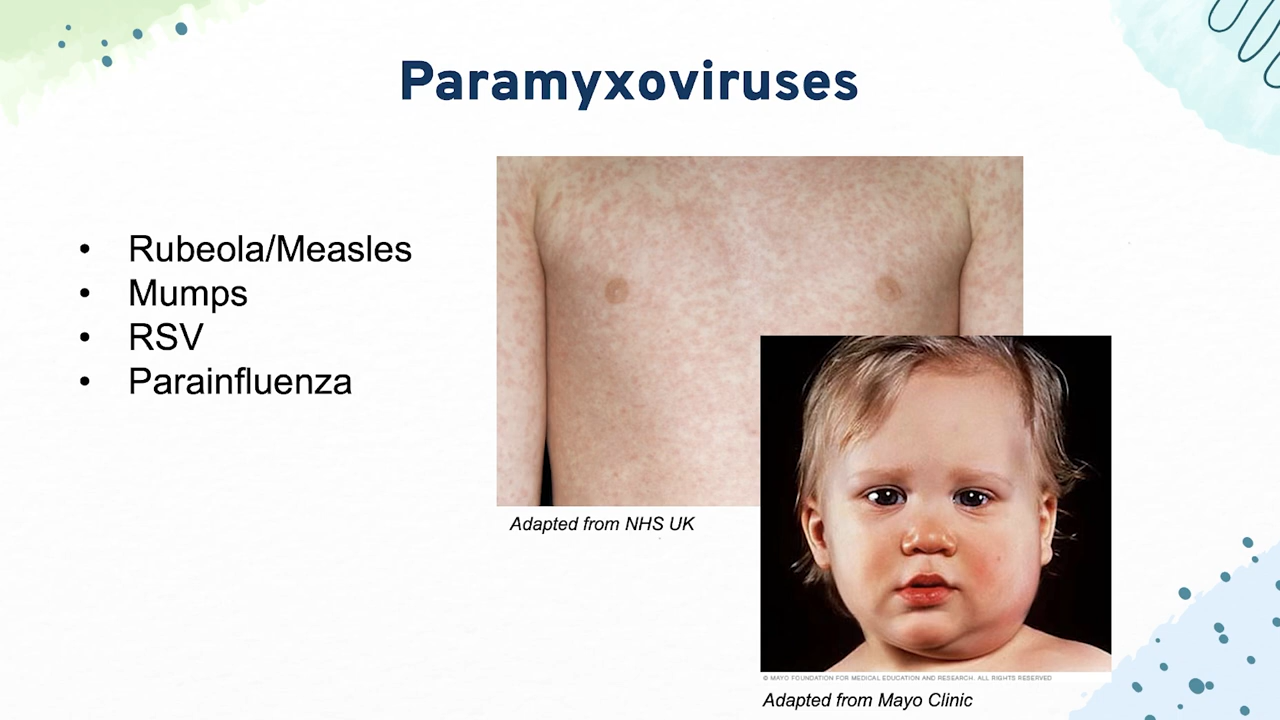 Paramyxoviruses
• Rubeola/Measles
• Mumps
• RSV
• Parainfluenza
Adapted from NHS UK
© MAYO FOUNDATION FOR MEDICAL EDUCATION AND RESEARCH. ALL RIGHTS RESERVED
Adapted from Mayo Clinic